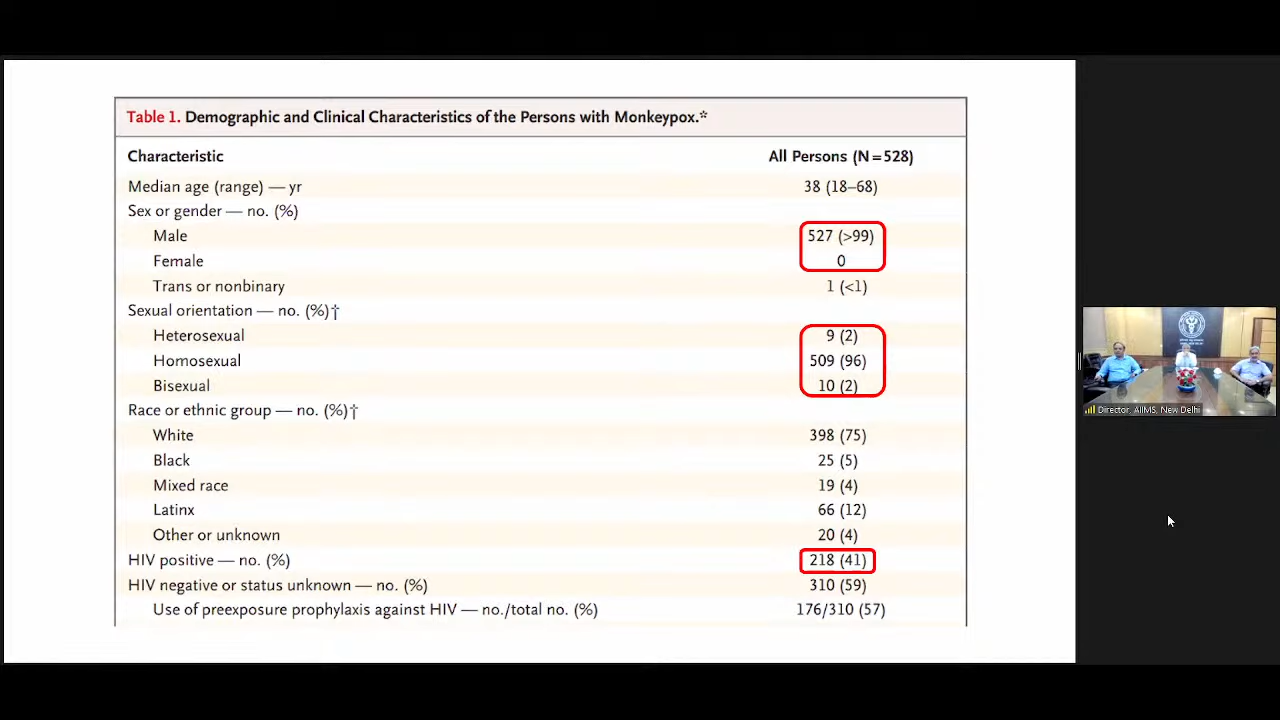 Table 1. Demographic and Clinical Characteristics of the Persons with Monkeypox.*
Characteristic All Persons (N=528)
Median age (range) — yr 38 (18–68)
Sex or gender — no. (%)
Male 527 (>99)
Female 0
Trans or nonbinary 1 (<1)
Sexual orientation — no. (%)†
Heterosexual 9 (2)
Homosexual 509 (96)
Bisexual 10 (2)
Race or ethnic group — no. (%)†
White 398 (75)
Black 25 (5)
Mixed race 19 (4)
Latinx 66 (12)
Other or unknown 20 (4)
HIV positive — no. (%) 218 (41)
HIV negative or status unknown — no. (%) 310 (59)
Use of preexposure prophylaxis against HIV — no./total no. (%) 176/310 (57)
Director, AIIMS, New Delhi